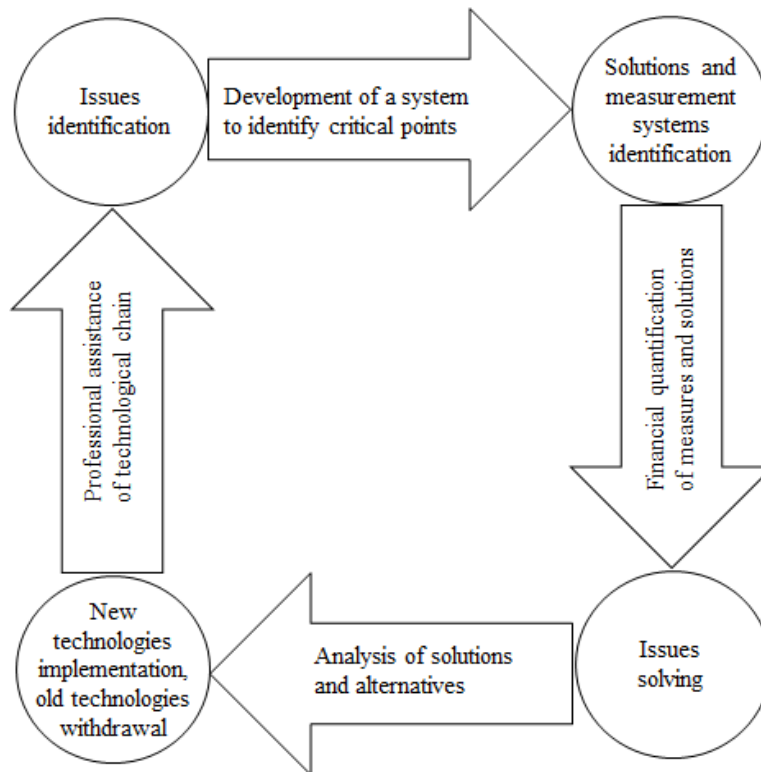 Issues
identification
Development of a system
to identify critical points
Solutions and
measurement
systems
identification
Financial quantification
of measures and solutions
Issues
solving
Analysis of solutions
and alternatives
New
technologies
implementation,
old technologies
withdrawal
Professional assistance
of technological chain